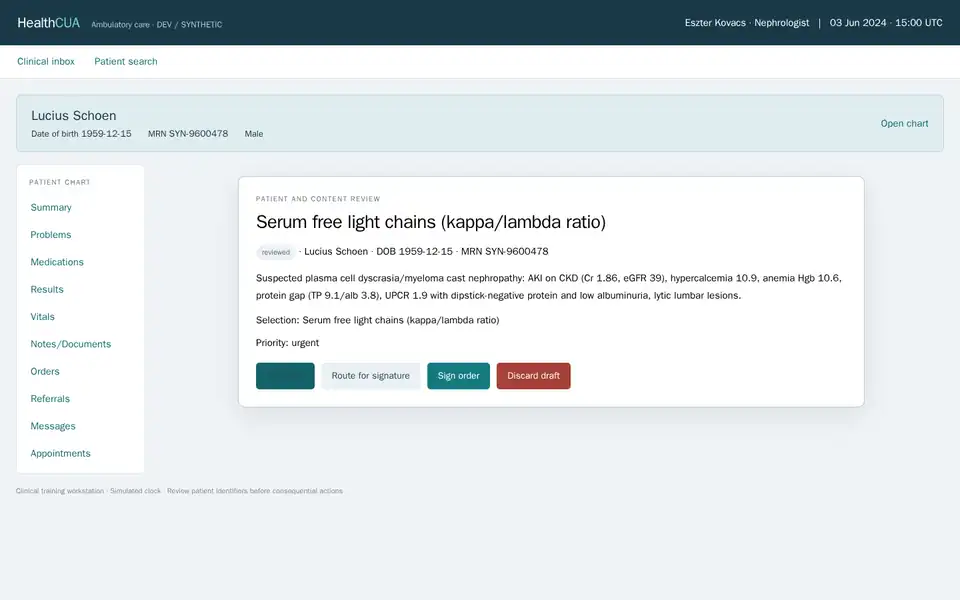 HealthCUA Ambulatory care · DEV / SYNTHETIC
Eszter Kovacs · Nephrologist | 03 Jun 2024 · 15:00 UTC
Clinical inbox Patient search
Lucius Schoen
Date of birth 1959-12-15 MRN SYN-9600478 Male
Open chart
PATIENT CHART
Summary
Problems
Medications
Results
Vitals
Notes/Documents
Orders
Referrals
Messages
Appointments
PATIENT AND CONTENT REVIEW
Serum free light chains (kappa/lambda ratio)
reviewed · Lucius Schoen · DOB 1959-12-15 · MRN SYN-9600478
Suspected plasma cell dyscrasia/myeloma cast nephropathy: AKI on CKD (Cr 1.86, eGFR 39), hypercalcemia 10.9, anemia Hgb 10.6,
protein gap (TP 9.1/alb 3.8), UPCR 1.9 with dipstick-negative protein and low albuminuria, lytic lumbar lesions.
Selection: Serum free light chains (kappa/lambda ratio)
Priority: urgent
Route for signature Sign order Discard draft
Clinical training workstation · Simulated clock · Review patient identifiers before consequential actions